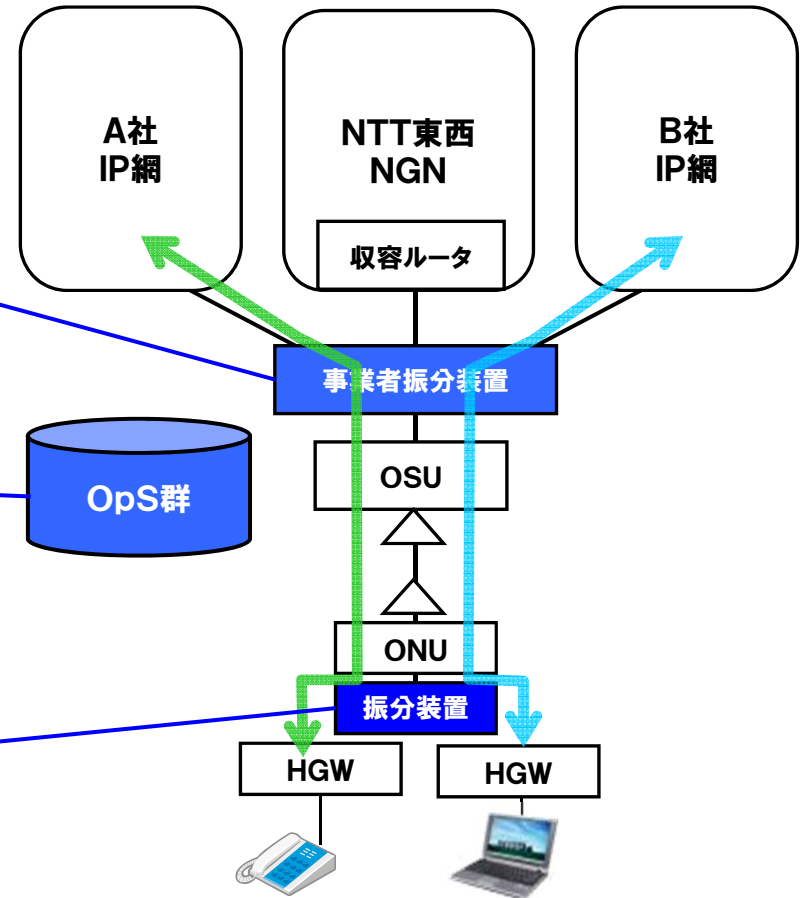 A社
IP網
NTT東西
NGN
B社
IP網
収容ルータ
事業者振分装置
OpS群
OSU
ONU
振分装置
HGW
HGW